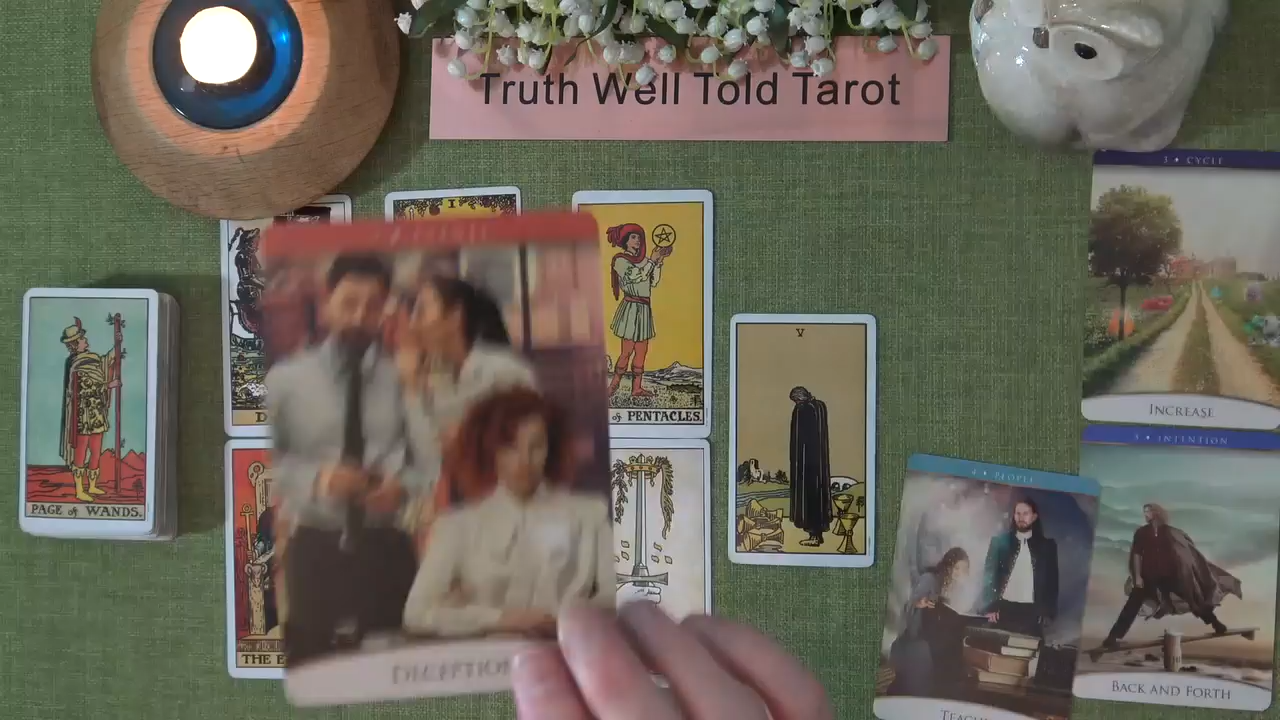 Truth Well Told Tarot
3 ♦ CYCLE
I
INCREASE
V
PAGE of WANDS.
D
of PENTACLES.
3 ♦ INTENTION
PEOPLE
THE E
DECEPTION
BACK AND FORTH